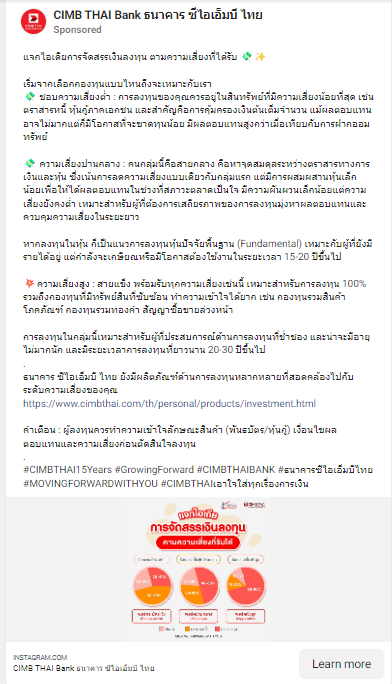 CIMB THAI Bank ธนาคาร ซีไอเอ็มบี ไทย
Sponsored
แจกไอเดียการจัดสรรเงินลงทุน ตามความเสี่ยงที่ได้รับ 💸 ✨
เริ่มจากเลือกกองทุนแบบไหนถึงจะเหมาะกับเรา
💸 ชอบความเสี่ยงต่ำ : การลงทุนของคุณควรอยู่ในสินทรัพย์ที่มีความเสี่ยงน้อยที่สุด เช่น
ตราสารหนี้ หุ้นกู้ภาคเอกชน และสำคัญคือการคุ้มครองเงินต้นเต็มจำนวน แม้ผลตอบแทน
อาจไม่มากแต่ก็มีโอกาสที่จะขาดทุนน้อย มีผลตอบแทนสูงกว่าเมื่อเทียบกับการฝากออม
ทรัพย์
💸 ความเสี่ยงปานกลาง : คนกลุ่มนี้คือสายกลาง คือหาจุดสมดุลระหว่างตราสารทางการ
เงินและหุ้น ซึ่งเน้นการลดความเสี่ยงแบบเดียวกับกลุ่มแรก แต่มีการผสมผสานหุ้นเล็ก
น้อยเพื่อให้ได้ผลตอบแทนในช่วงที่สภาวะตลาดเป็นใจ มีความผันผวนเล็กน้อยแต่ความ
เสี่ยงยังคงต่ำ เหมาะสำหรับผู้ที่ต้องการเสถียรภาพของการลงทุนมุ่งหาผลตอบแทนและ
ควบคุมความเสี่ยงในระยะยาว
หากลงทุนในหุ้น ก็เป็นแนวการลงทุนหุ้นปัจจัยพื้นฐาน (Fundamental) เหมาะกับผู้ที่ยังมี
รายได้อยู่ แต่กำลังจะเกษียณหรือมีโอกาสต้องใช้งานในระยะเวลา 15-20 ปีขึ้นไป
💥 ความเสี่ยงสูง : สายแข็ง พร้อมรับทุกความเสี่ยงเช่นนี้ เหมาะสำหรับการลงทุน 100%
รวมถึงกองทุนที่มีทรัพย์สินที่ซับซ้อน ทำความเข้าใจได้ยาก เช่น กองทุนรวมสินค้า
โภคภัณฑ์ กองทุนรวมทองคำ สัญญาซื้อขายล่วงหน้า
การลงทุนในกลุ่มนี้เหมาะสำหรับผู้ที่ประสบการณ์ด้านการลงทุนที่ช่ำชอง และน่าจะมีอายุ
ไม่มากนัก และมีระยะเวลาการลงทุนที่ยาวนาน 20-30 ปีขึ้นไป
.
ธนาคาร ซีไอเอ็มบี ไทย ยังมีผลิตภัณฑ์ด้านการลงทุนหลากหลายที่สอดคล้องไปกับ
ระดับความเสี่ยงของคุณ
https://www.cimbthai.com/th/personal/products/investment.html
คำเตือน : ผู้ลงทุนควรทำความเข้าใจลักษณะสินค้า (พันธบัตร/หุ้นกู้) เงื่อนไขผล
ตอบแทนและความเสี่ยงก่อนตัดสินใจลงทุน
.
#CIMBTHAI15Years #GrowingForward #CIMBTHAIBANK #ธนาคารซีไอเอ็มบีไทย
#MOVINGFORWARDWITHYOU #CIMBTHAIเอาใจใส่ทุกเรื่องการเงิน
แจกไอเดีย
การจัดสรรเงินลงทุน
ตามความเสี่ยงที่รับได้
INSTAGRAM.COM
CIMB THAI Bank ธนาคาร ซีไอเอ็มบี ไทย
Learn more